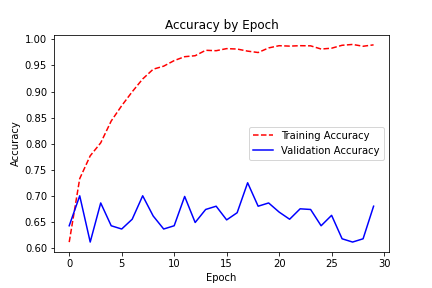 Accuracy by Epoch
1.00
0.95
0.90
0.85
0.80
0.75
0.70
0.65
0.60
Accuracy
Training Accuracy
Validation Accuracy
0 5 10 15 20 25 30
Epoch